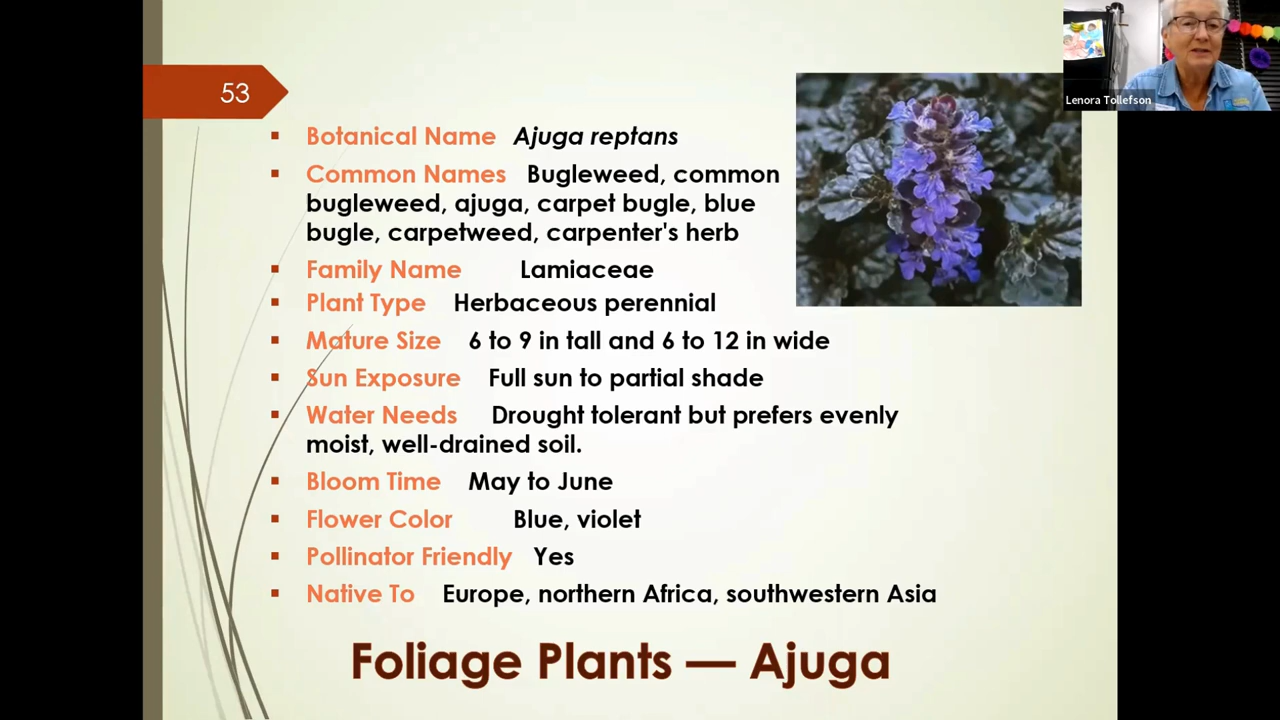 53
Lenora Tollefson
Botanical Name Ajuga reptans
Common Names Bugleweed, common
bugleweed, ajuga, carpet bugle, blue
bugle, carpetweed, carpenter's herb
Family Name Lamiaceae
Plant Type Herbaceous perennial
Mature Size 6 to 9 in tall and 6 to 12 in wide
Sun Exposure Full sun to partial shade
Water Needs Drought tolerant but prefers evenly
moist, well-drained soil.
Bloom Time May to June
Flower Color Blue, violet
Pollinator Friendly Yes
Native To Europe, northern Africa, southwestern Asia
Foliage Plants — Ajuga